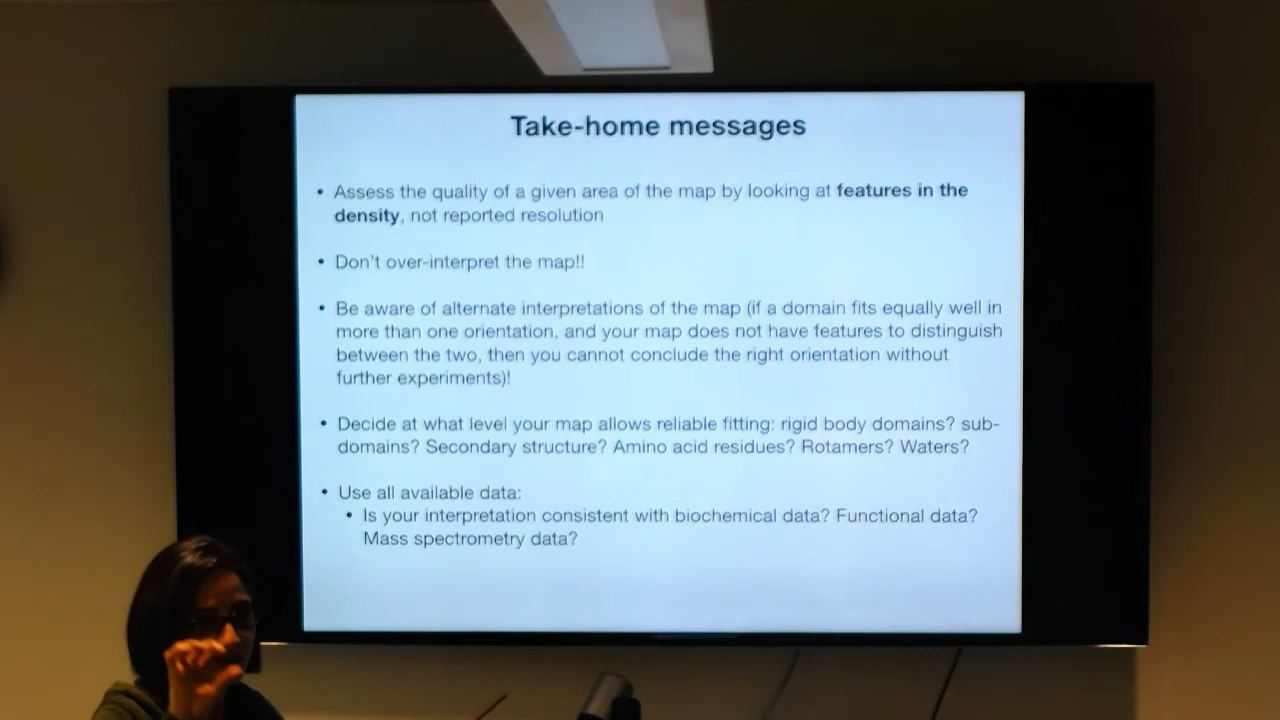 Take-home messages
• Assess the quality of a given area of the map by looking at features in the
density, not reported resolution
• Don't over-interpret the map!!
• Be aware of alternate interpretations of the map (if a domain fits equally well in
more than one orientation, and your map does not have features to distinguish
between the two, then you cannot conclude the right orientation without
further experiments)!
• Decide at what level your map allows reliable fitting: rigid body domains? sub-
domains? Secondary structure? Amino acid residues? Rotamers? Waters?
• Use all available data:
• Is your interpretation consistent with biochemical data? Functional data?
Mass spectrometry data?